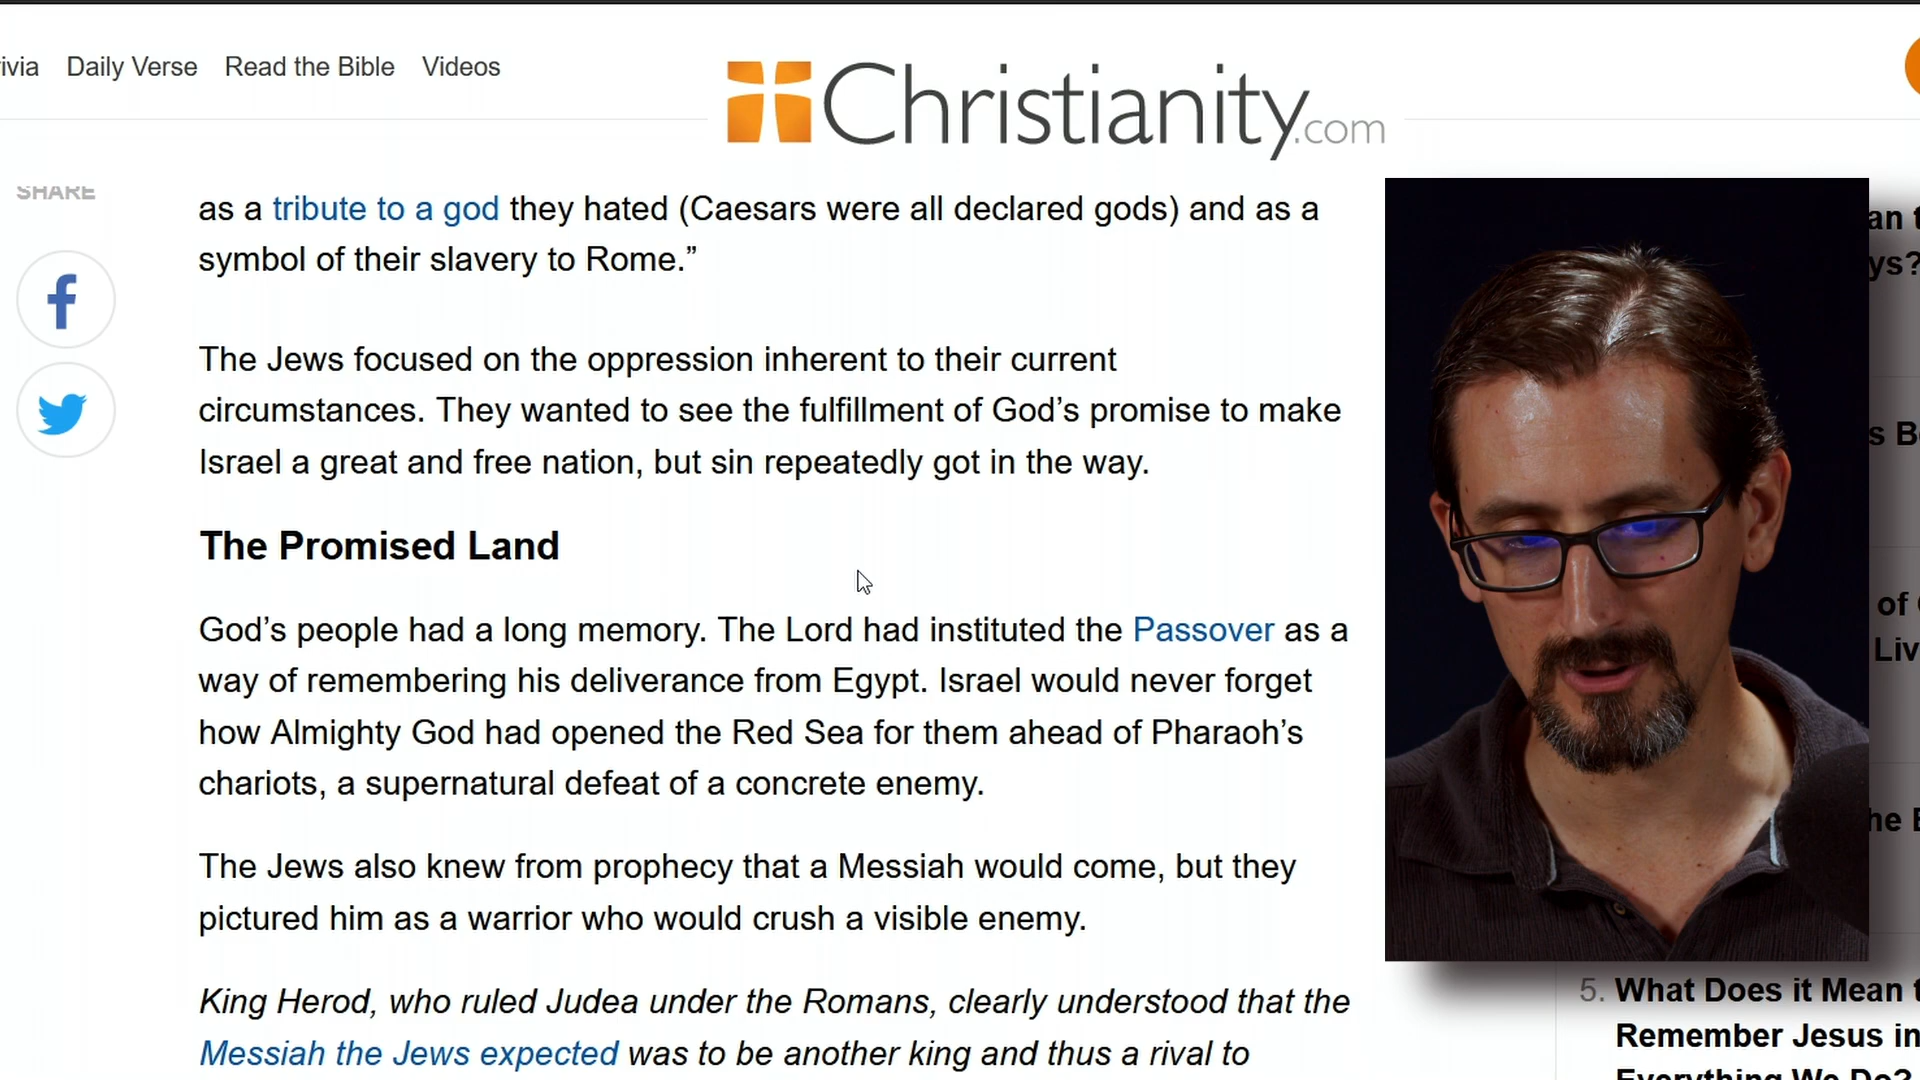 ivia Daily Verse Read the Bible Videos
Christianity.com
SHARE
as a tribute to a god they hated (Caesars were all declared gods) and as a
symbol of their slavery to Rome.”
The Jews focused on the oppression inherent to their current
circumstances. They wanted to see the fulfillment of God’s promise to make
Israel a great and free nation, but sin repeatedly got in the way.
The Promised Land
God’s people had a long memory. The Lord had instituted the Passover as a
way of remembering his deliverance from Egypt. Israel would never forget
how Almighty God had opened the Red Sea for them ahead of Pharaoh’s
chariots, a supernatural defeat of a concrete enemy.
The Jews also knew from prophecy that a Messiah would come, but they
pictured him as a warrior who would crush a visible enemy.
King Herod, who ruled Judea under the Romans, clearly understood that the
Messiah the Jews expected was to be another king and thus a rival to
an t
ys?
s B
of
Liv
he
5. What Does it Mean t
Remember Jesus in
Everything We Do?